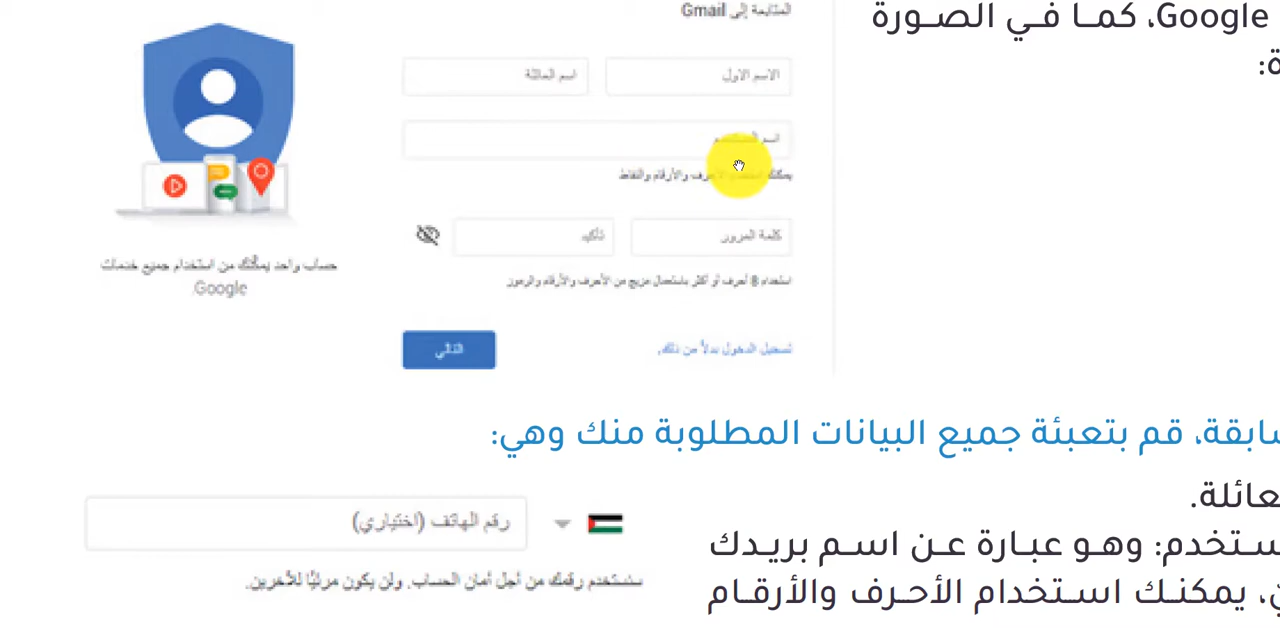 Google، كمـا فـي الصـورة
ة:
المتابعة إلى Gmail
الاسم الأول
اسم العائلة
اسم
يمكنك الأحرف والأرقام والنقاط
كلمة المرور
تأكيد
استخدام 8 أحرف أو أكثر باستعمال مزيج من الأحرف والأرقام والرموز
حساب واحد يمكّنك من استخدام جميع خدمات
Google.
تسجيل الدخول بدلاً من ذلك
التالي
سابقة، قم بتعبئة جميع البيانات المطلوبة منك وهي:
عائلة.
ستخدم: وهـو عبـارة عـن اسـم بريـدك
، يمكنـك اسـتخدام الأحـرف والأرقـام
رقم الهاتف (اختياري)
سنستخدم رقمك من أجل أمان الحساب. ولن يكون مرئيًا للآخرين.